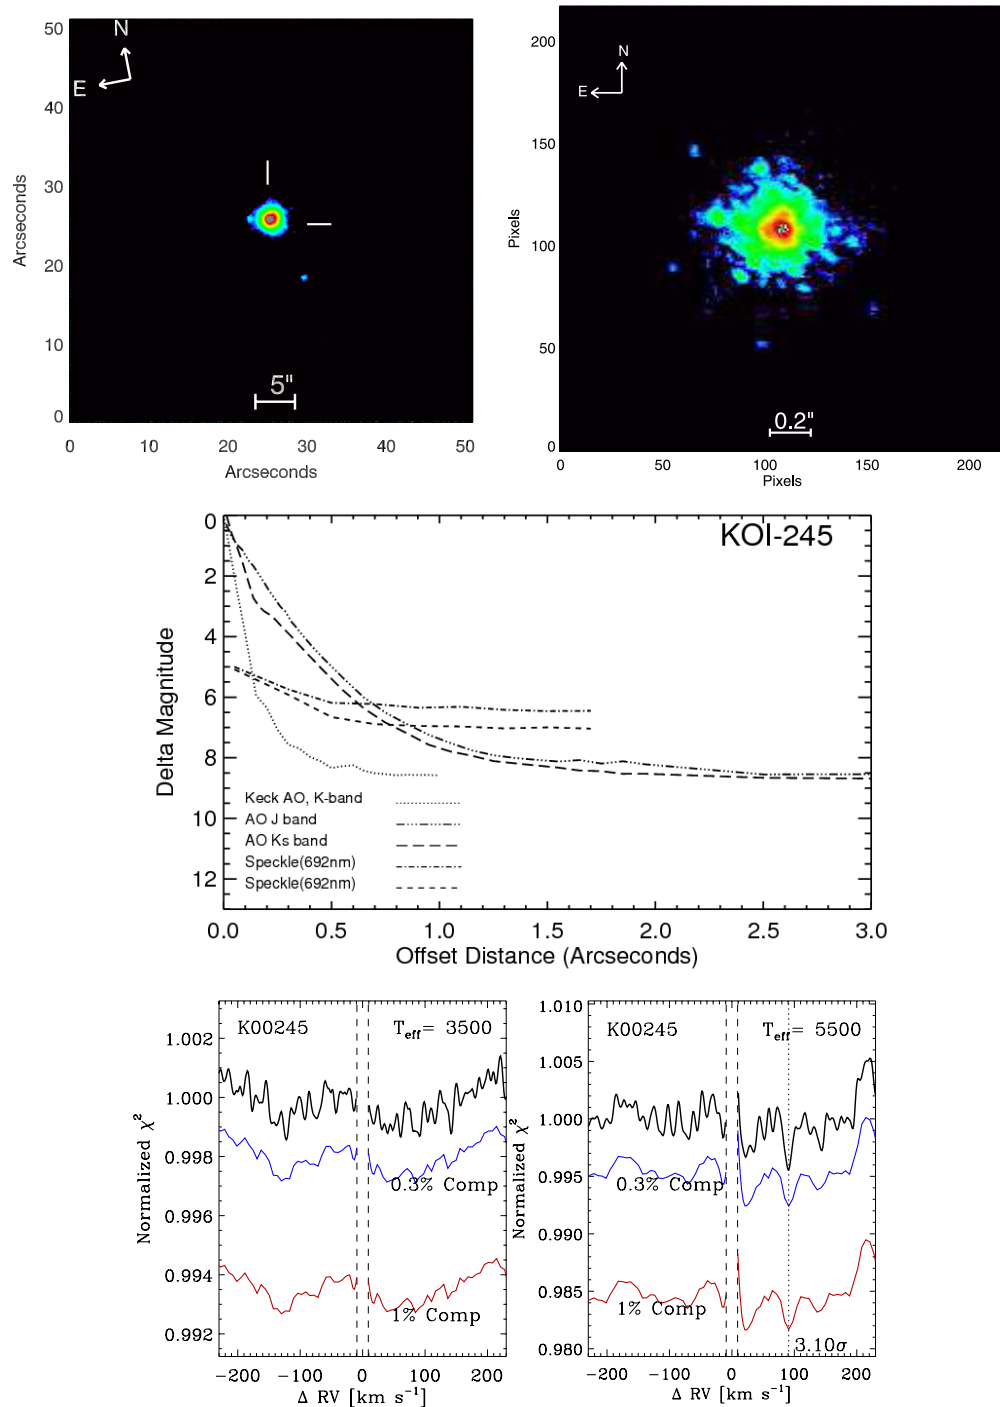 50
40
30
20
10
0
Arcseconds
N
E
5"
0 10 20 30 40 50
Arcseconds
200
150
100
50
0
Pixels
N
E
0.2"
0 50 100 150 200
Pixels
KOI-245
0
2
4
6
8
10
12
Delta Magnitude
Keck AO, K-band
AO J band
AO Ks band
Speckle(692nm)
Speckle(692nm)
0.0 0.5 1.0 1.5 2.0 2.5 3.0
Offset Distance (Arcseconds)
K00245 Teff= 3500
1.002
1.000
0.998
0.996
0.994
0.992
Normalized χ²
0.3% Comp
1% Comp
−200 −100 0 100 200
Δ RV [km s⁻¹]
K00245 Teff= 5500
1.010
1.005
1.000
0.995
0.990
0.985
0.980
Normalized χ²
0.3% Comp
1% Comp
3.10σ
−200 −100 0 100 200
Δ RV [km s⁻¹]